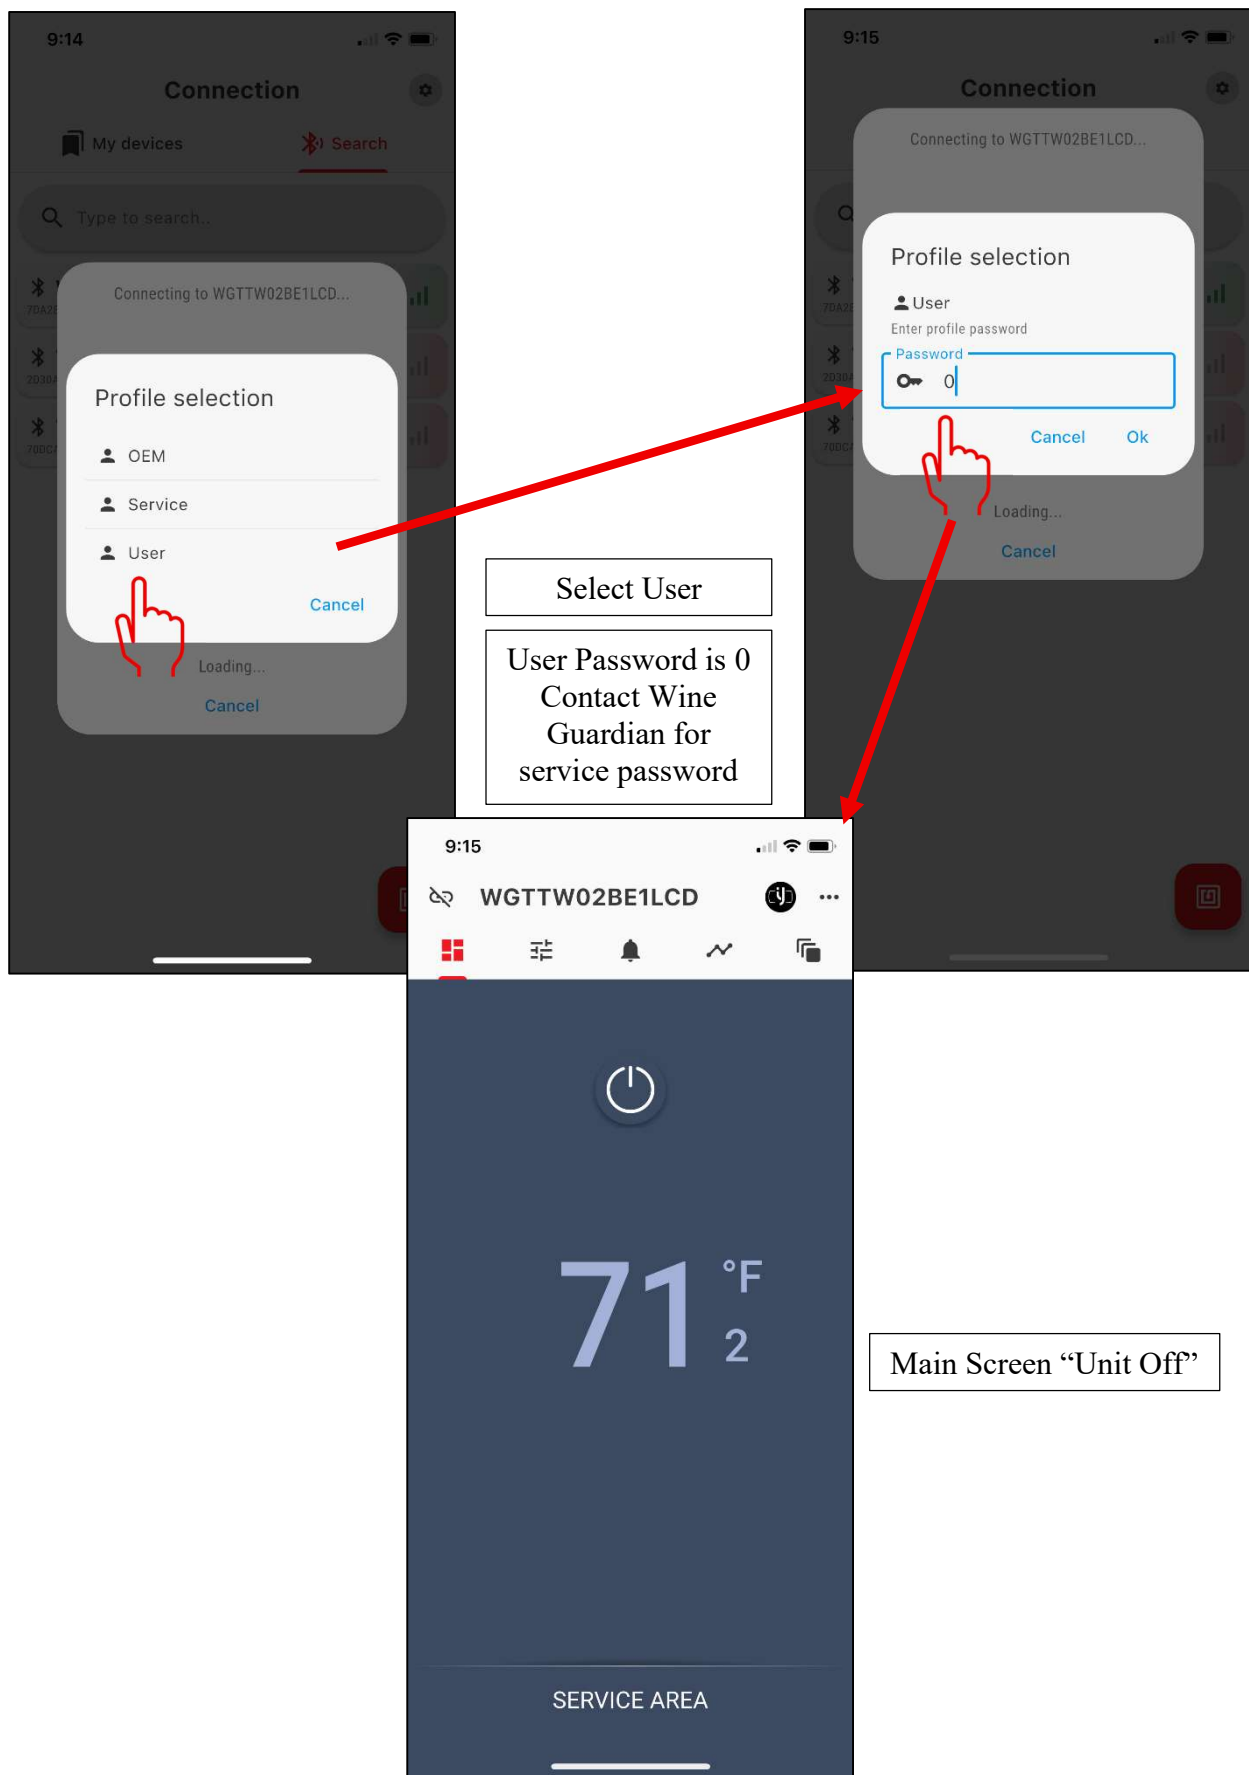 9:14
Connection
My devices
Search
Type to search..
Connecting to WGTTW02BE1LCD...
Profile selection
OEM
Service
User
Cancel
Loading...
Cancel
9:15
Connection
Connecting to WGTTW02BE1LCD...
Profile selection
User
Enter profile password
Password
0
Cancel Ok
Loading...
Cancel
Select User
User Password is 0
Contact Wine
Guardian for
service password
9:15
WGTTW02BE1LCD
71 °F
2
SERVICE AREA
Main Screen “Unit Off”